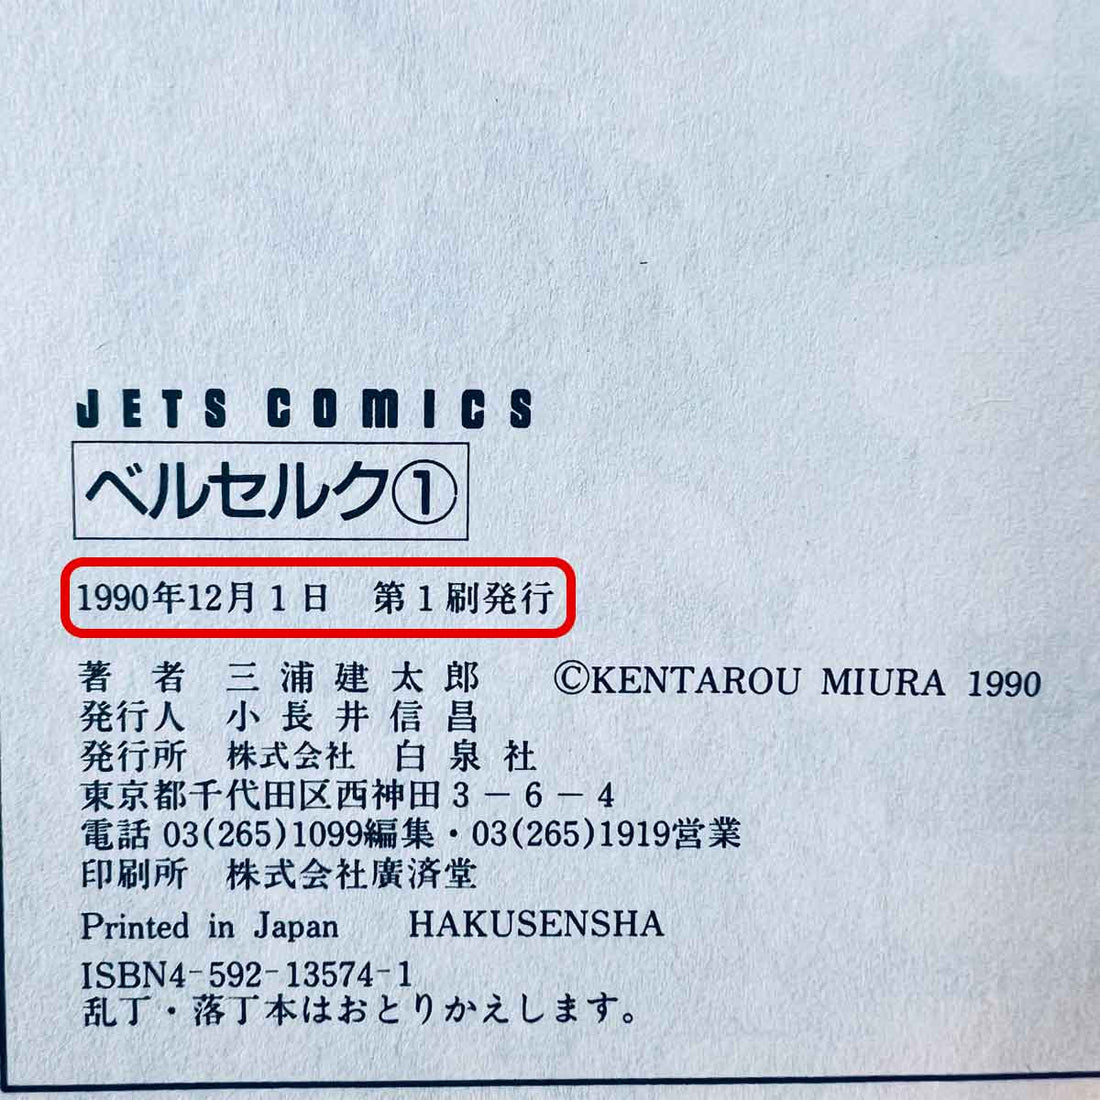 JETS COMICS
ベルセルク①
1990年12月1日　第1刷発行
著　者　三浦建太郎　©KENTAROU MIURA 1990
発行人　小長井信昌
発行所　株式会社　白泉社
東京都千代田区西神田3－6－4
電話 03(265)1099編集・03(265)1919営業
印刷所　株式会社廣済堂
Printed in Japan　HAKUSENSHA
ISBN4-592-13574-1
乱丁・落丁本はおとりかえします。